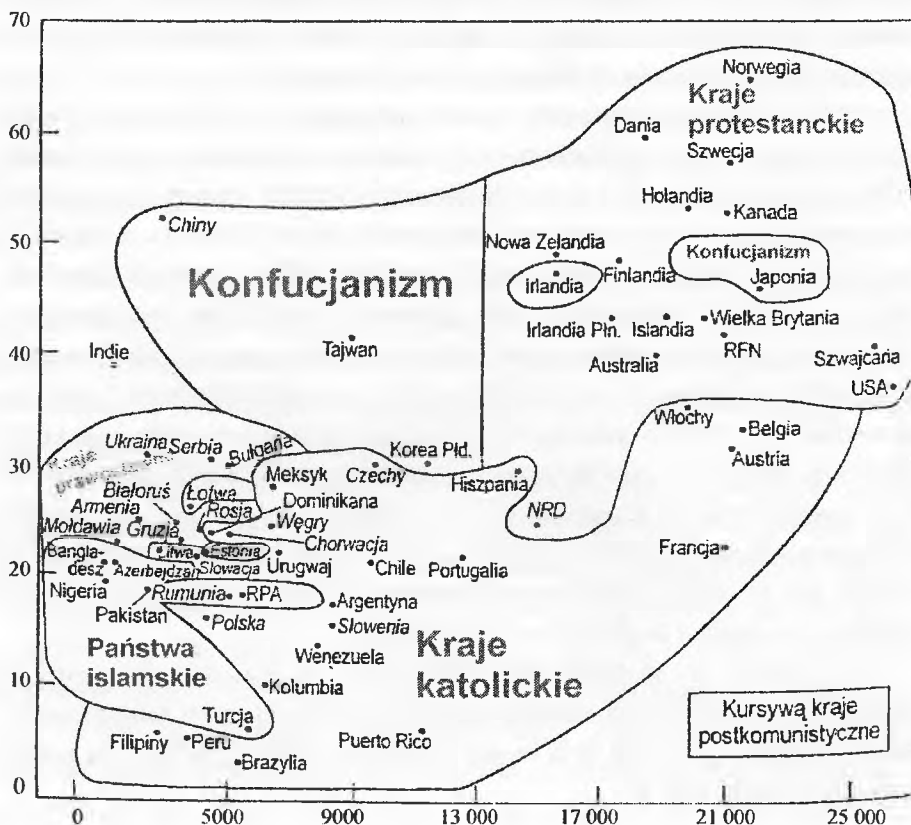 70
60
50
40
30
20
10
0
Norwegia
Kraje
protestanckie
Dania
Szwecja
Holandia
Kanada
Chiny
Nowa Zelandia
Konfucjanizm
Finlandia
Konfucjanizm
Irlandia
Japonia
Irlandia Płn.
Islandia
Wielka Brytania
Indie
Tajwan
RFN
Australia
Szwajcaria
USA
Włochy
Belgia
Austria
Ukraina
Serbia
Bułgaria
Korea Płd.
Kraje
prawosławne
Meksyk
Czechy
Hiszpania
Białoruś
Łotwa
Dominikana
NRD
Armenia
Rosja
Węgry
Mołdawia
Gruzja
Chorwacja
Litwa
Estonia
Francja
Bangla-
desz
Azerbejdżan
Słowacja
Urugwaj
Chile
Portugalia
Nigeria
Rumunia
RPA
Argentyna
Pakistan
Polska
Słowenia
Państwa
islamskie
Wenezuela
Kraje
katolickie
Kolumbia
Turcja
Filipiny
Peru
Puerto Rico
Brazylia
Kursywą kraje
postkomunistyczne
0
5000
9000
13 000
17 000
21 000
25 000